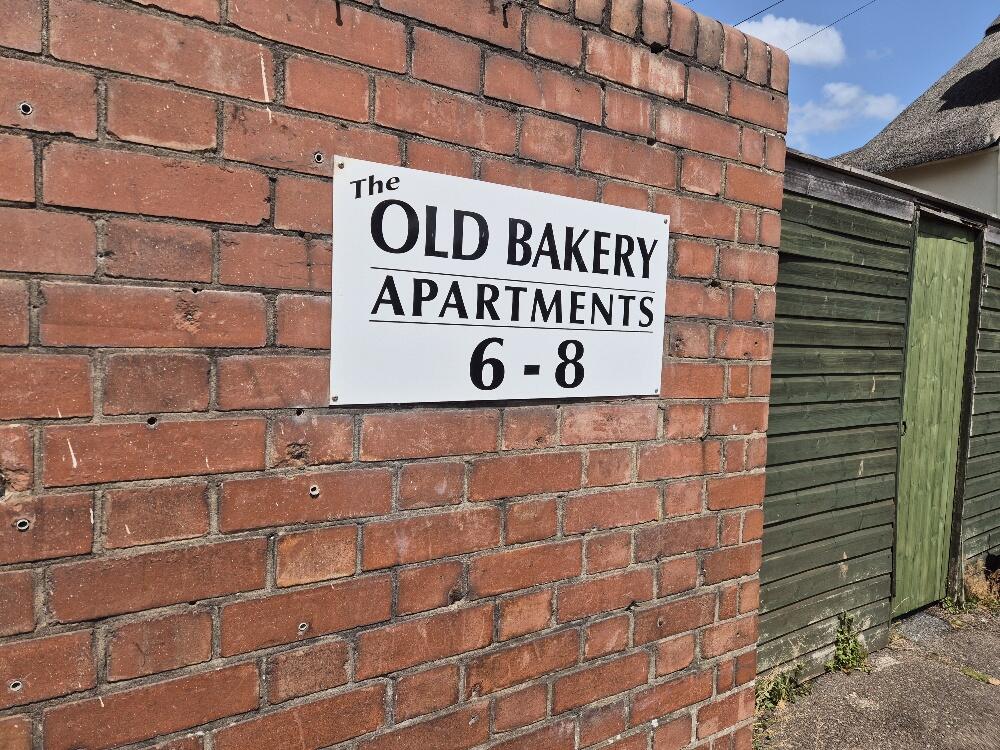 The
OLD BAKERY
APARTMENTS
6 - 8